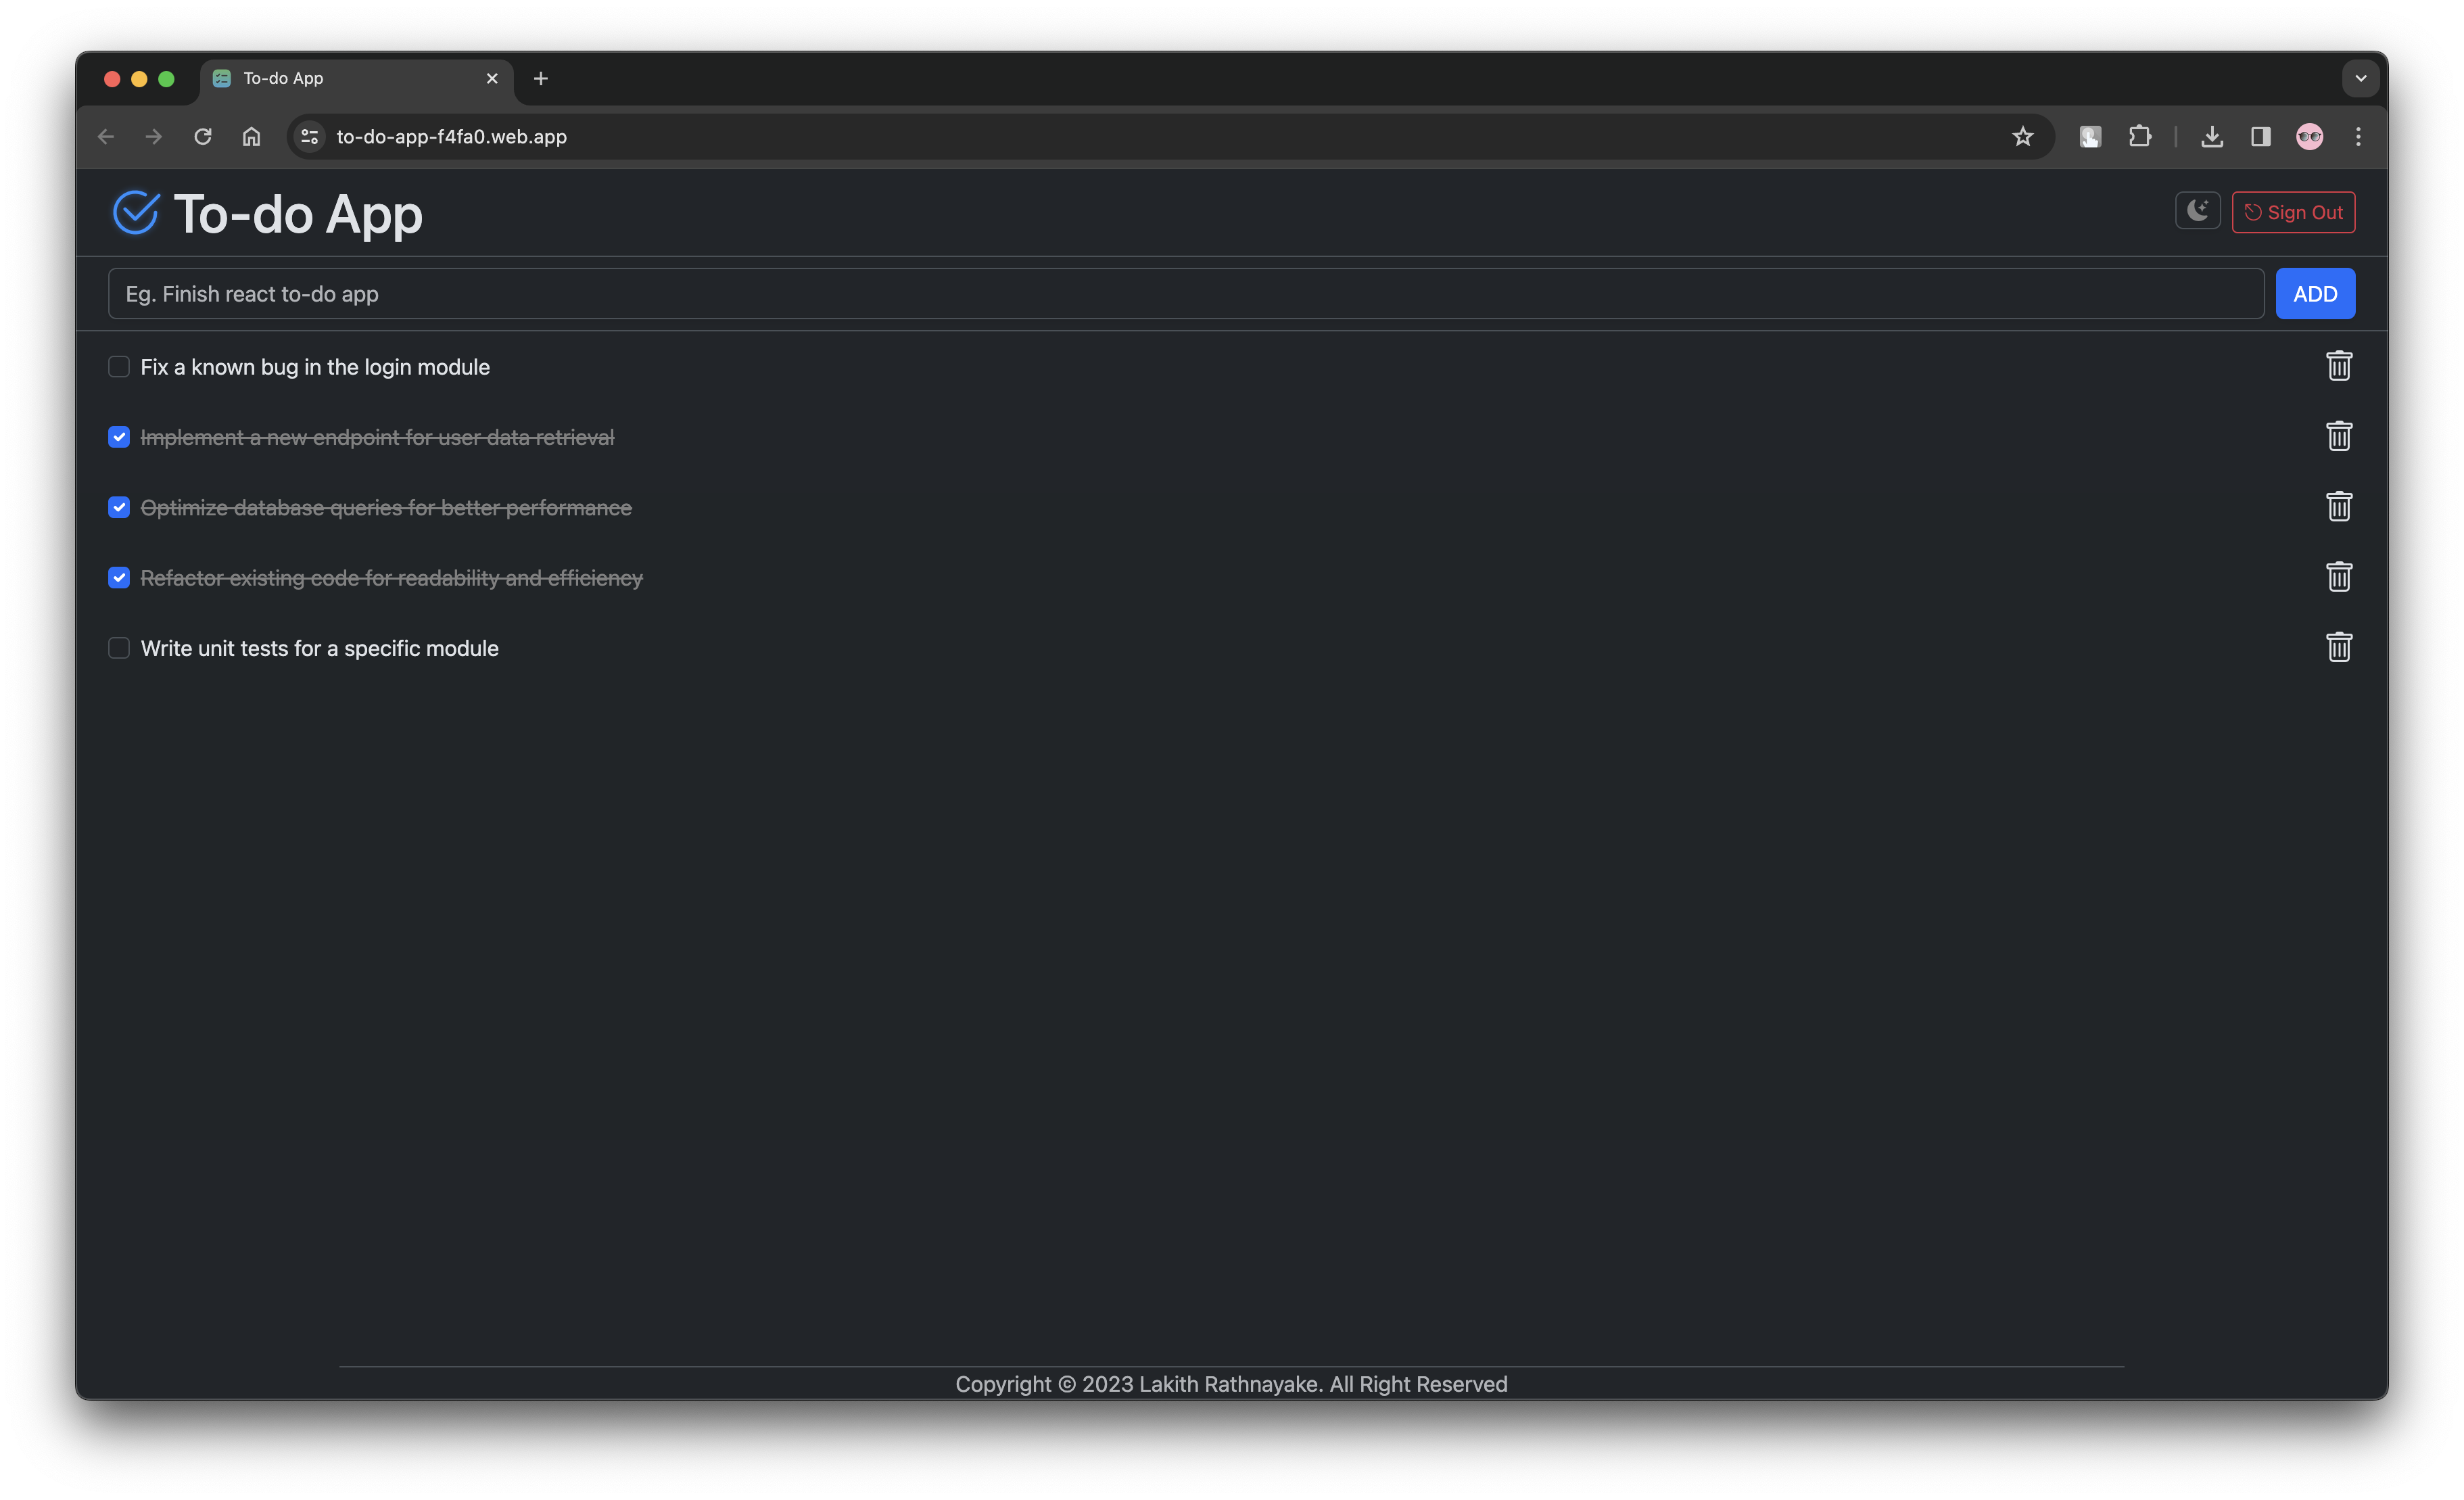 To-do App
to-do-app-f4fa0.web.app
To-do App
Sign Out
Eg. Finish react to-do app
ADD
Fix a known bug in the login module
Implement a new endpoint for user data retrieval
Optimize database queries for better performance
Refactor existing code for readability and efficiency
Write unit tests for a specific module
Copyright © 2023 Lakith Rathnayake. All Right Reserved